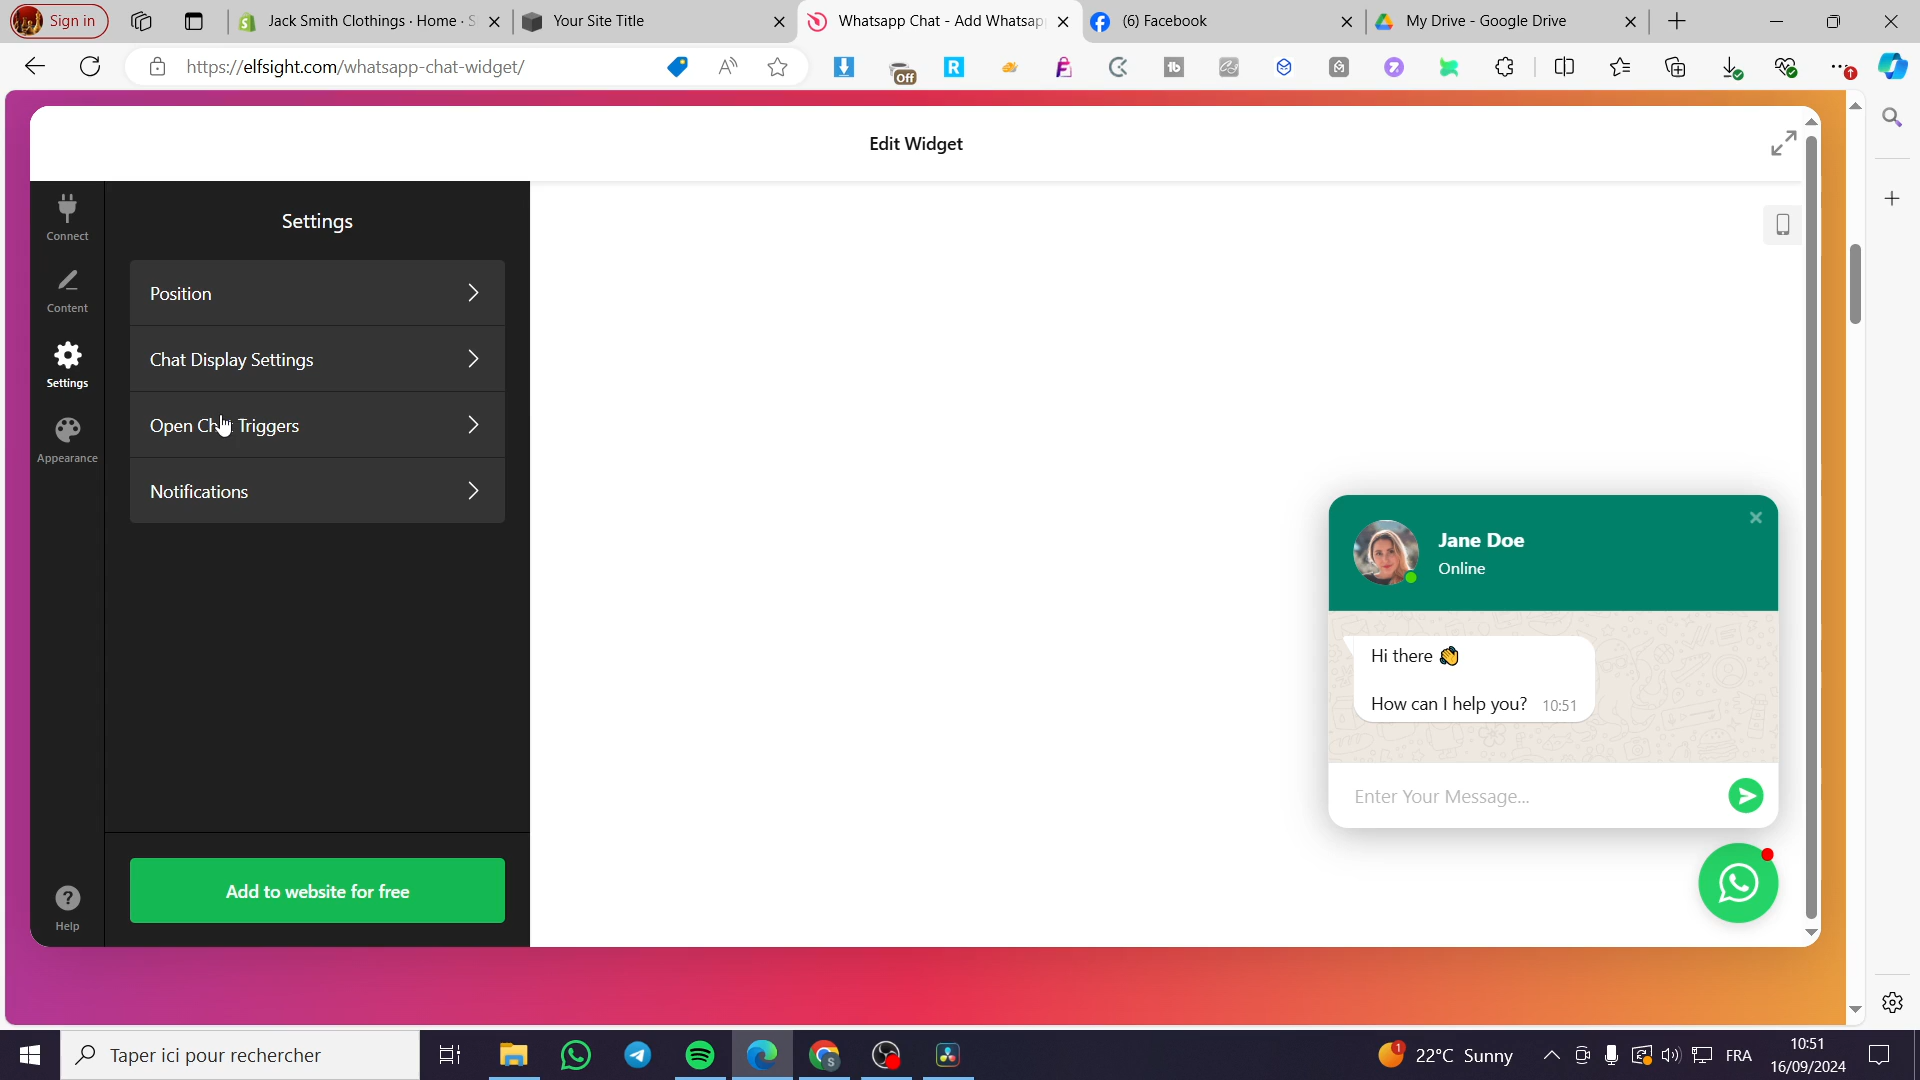 Sign in
Jack Smith Clothings · Home · S
Your Site Title
Whatsapp Chat - Add Whatsap
(6) Facebook
My Drive - Google Drive
https://elfsight.com/whatsapp-chat-widget/
Off
Edit Widget
Connect
Content
Settings
Appearance
Help
Settings
Position
Chat Display Settings
Open Chat Triggers
Notifications
Add to website for free
Jane Doe
Online
Hi there 👋
How can I help you? 10:51
Enter Your Message...
Taper ici pour rechercher
1
22°C Sunny
FRA
10:51
16/09/2024